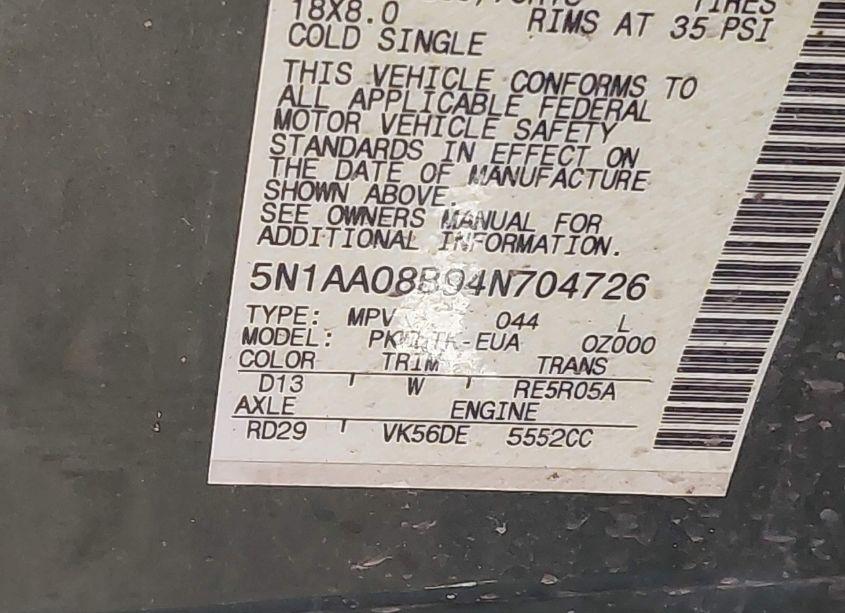 TIRES
18X8.0 RIMS AT 35 PSI
COLD SINGLE
THIS VEHICLE CONFORMS TO
ALL APPLICABLE FEDERAL
MOTOR VEHICLE SAFETY
STANDARDS IN EFFECT ON
THE DATE OF MANUFACTURE
SHOWN ABOVE.
SEE OWNERS MANUAL FOR
ADDITIONAL INFORMATION.
5N1AA08B94N704726
TYPE: MPV 044 L
MODEL: 0Z000
COLOR TRIM TRANS
D13 W RE5R05A
AXLE ENGINE
RD29 VK56DE 5552CC